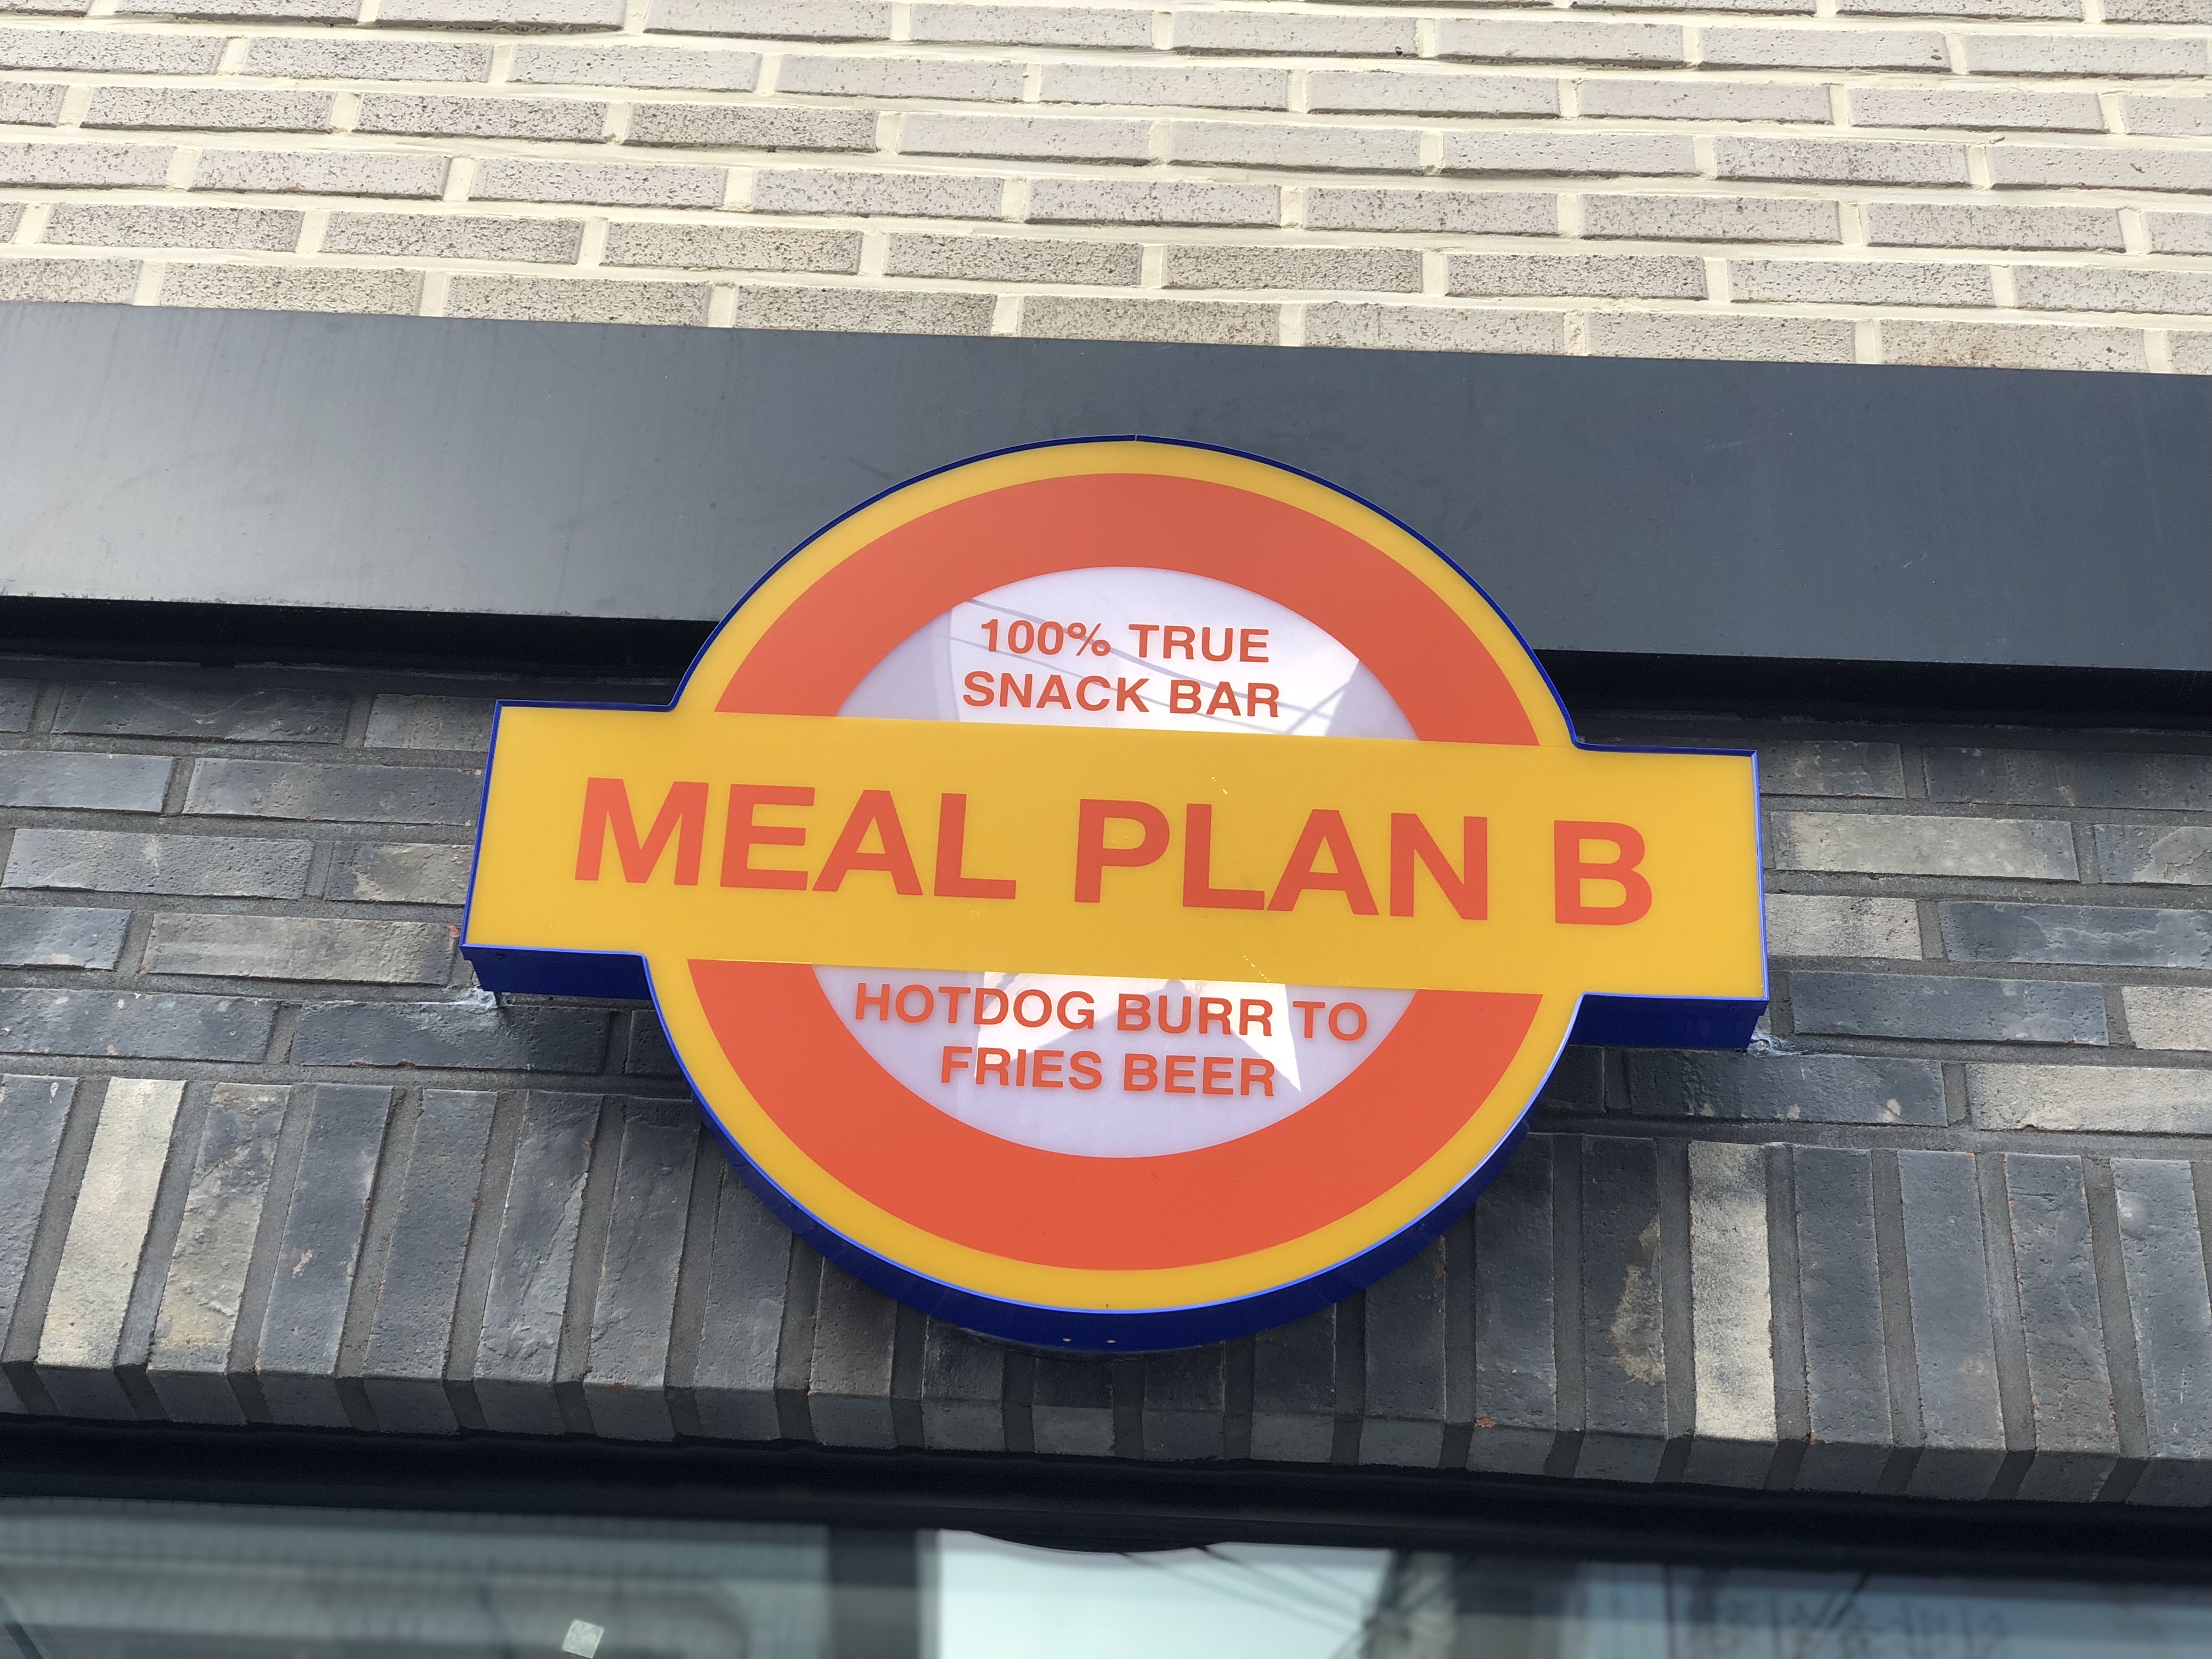 100% TRUE
SNACK BAR
MEAL PLAN B
HOTDOG BURR TO
FRIES BEER